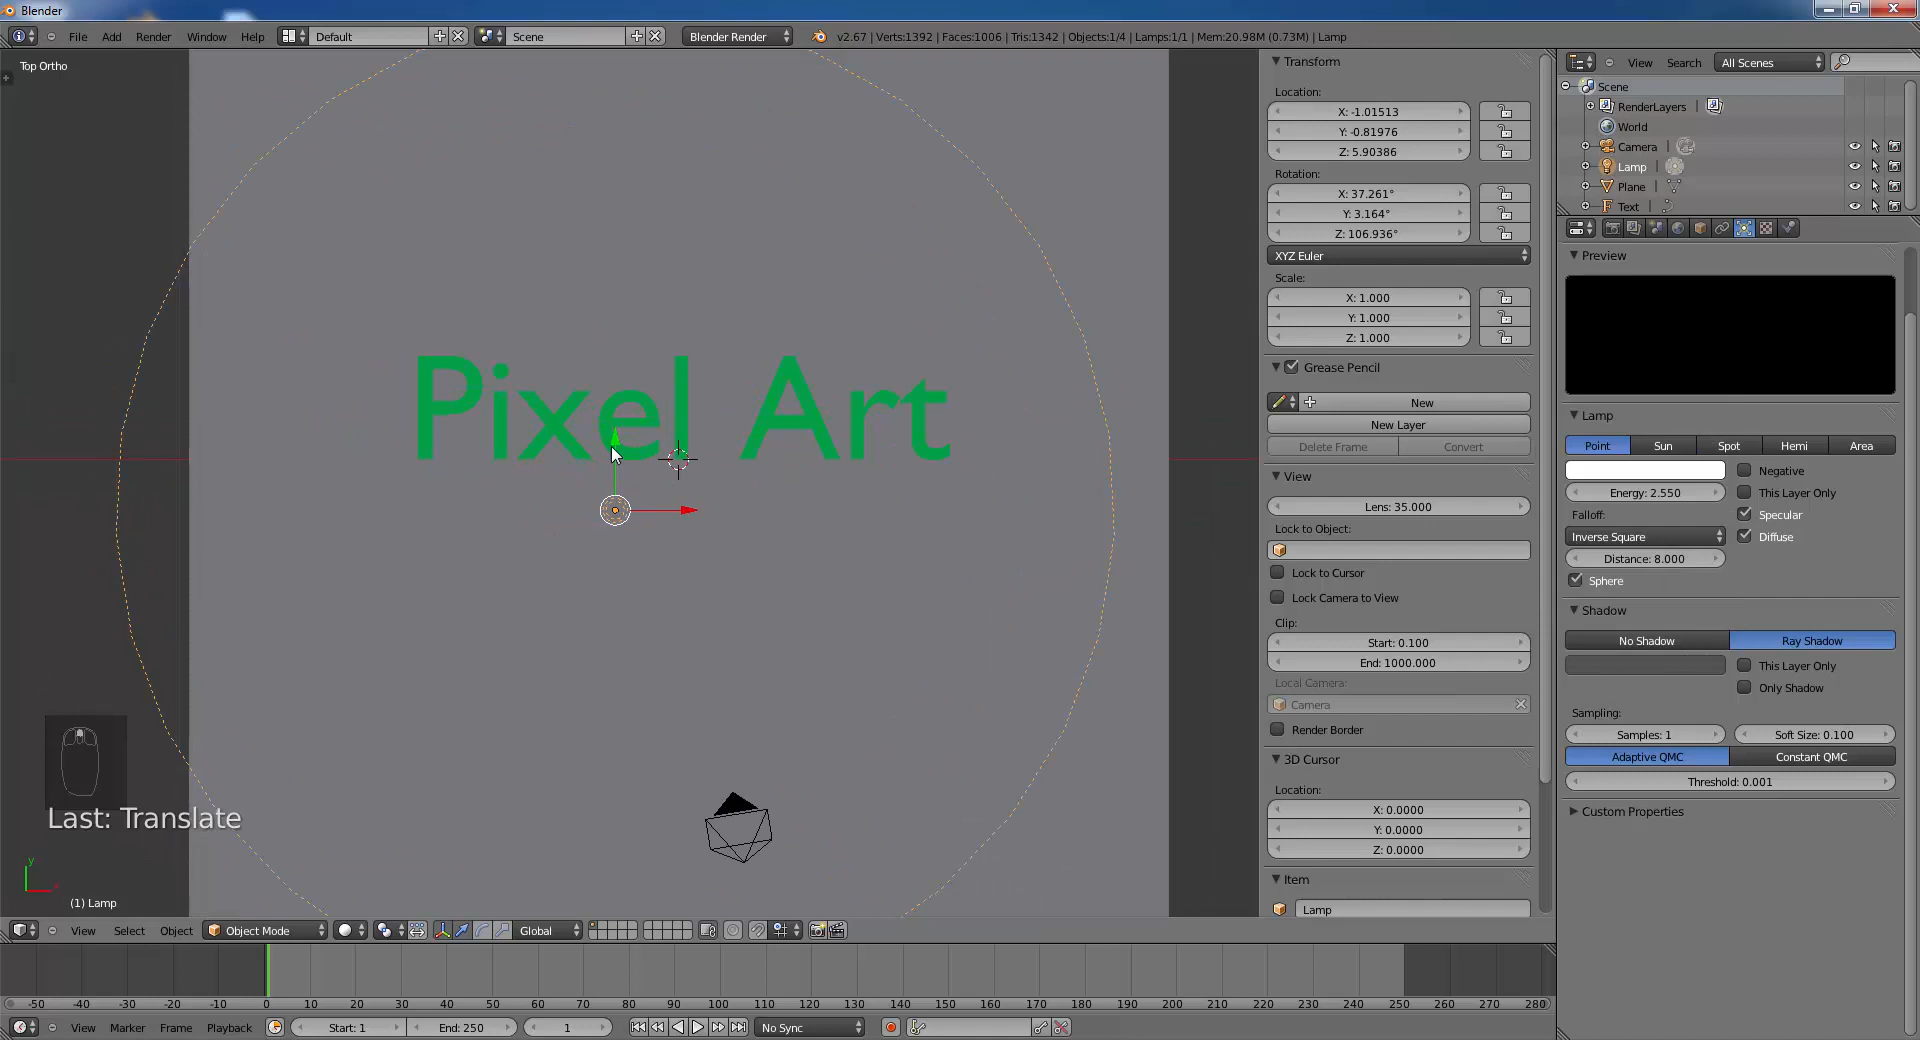 Blender
File Add Render Window Help Default Scene Blender Render v2.67 | Verts:1392 | Faces:1006 | Tris:1342 | Objects:1/4 | Lamps:1/1 | Mem:20.98M (0.73M) | Lamp
Top Ortho
Pixel Art
Last: Translate
y
x
(1) Lamp
Transform
Location:
X: -1.01513
Y: -0.81976
Z: 5.90386
Rotation:
X: 37.261°
Y: 3.164°
Z: 106.936°
XYZ Euler
Scale:
X: 1.000
Y: 1.000
Z: 1.000
Grease Pencil
New
New Layer
Delete Frame Convert
View
Lens: 35.000
Lock to Object:
Lock to Cursor
Lock Camera to View
Clip:
Start: 0.100
End: 1000.000
Local Camera:
Camera
Render Border
3D Cursor
Location:
X: 0.0000
Y: 0.0000
Z: 0.0000
Item
Lamp
View Search All Scenes
Scene
RenderLayers
World
Camera
Lamp
Plane
Text
Preview
Lamp
Point Sun Spot Hemi Area
Negative
Energy: 2.550 This Layer Only
Falloff: Specular
Inverse Square Diffuse
Distance: 8.000
Sphere
Shadow
No Shadow Ray Shadow
This Layer Only
Only Shadow
Sampling:
Samples: 1 Soft Size: 0.100
Adaptive QMC Constant QMC
Threshold: 0.001
Custom Properties
View Select Object Object Mode Global
-50 -40 -30 -20 -10 0 10 20 30 40 50 60 70 80 90 100 110 120 130 140 150 160 170 180 190 200 210 220 230 240 250 260 270 280
View Marker Frame Playback Start: 1 End: 250 1 No Sync